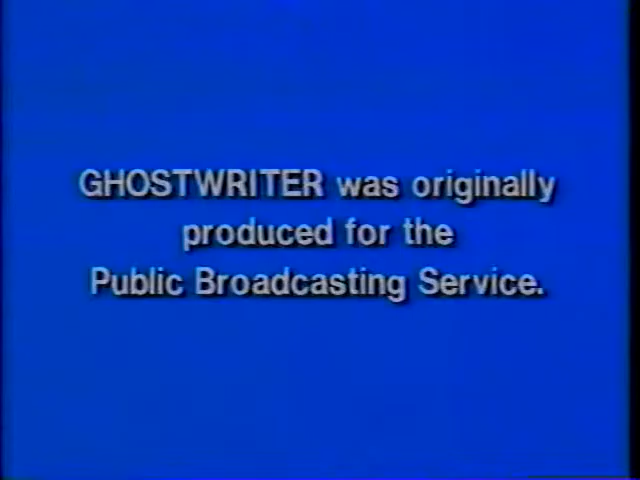 GHOSTWRITER was originally
produced for the
Public Broadcasting Service.